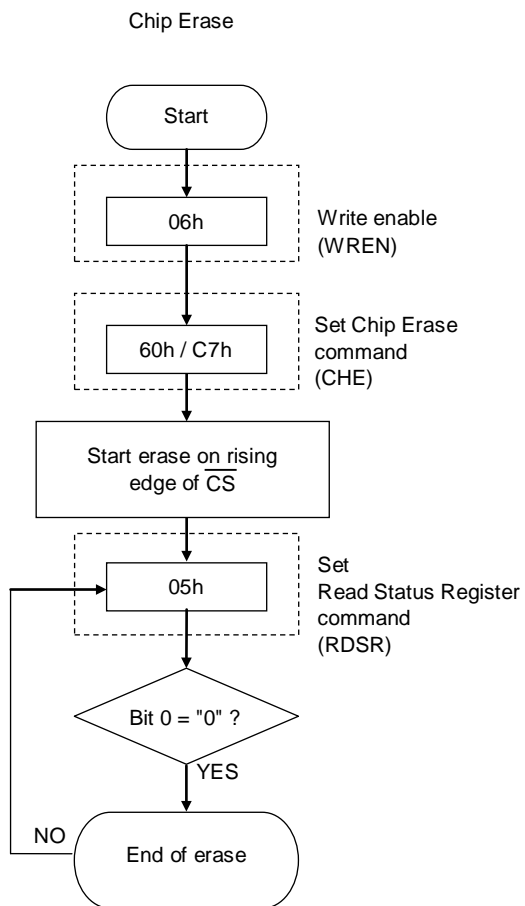 Chip Erase
Start
06h
Write enable
(WREN)
60h / C7h
Set Chip Erase
command
(CHE)
Start erase on rising
edge of C̅S̅
05h
Set
Read Status Register
command
(RDSR)
Bit 0 = "0" ?
YES
NO
End of erase